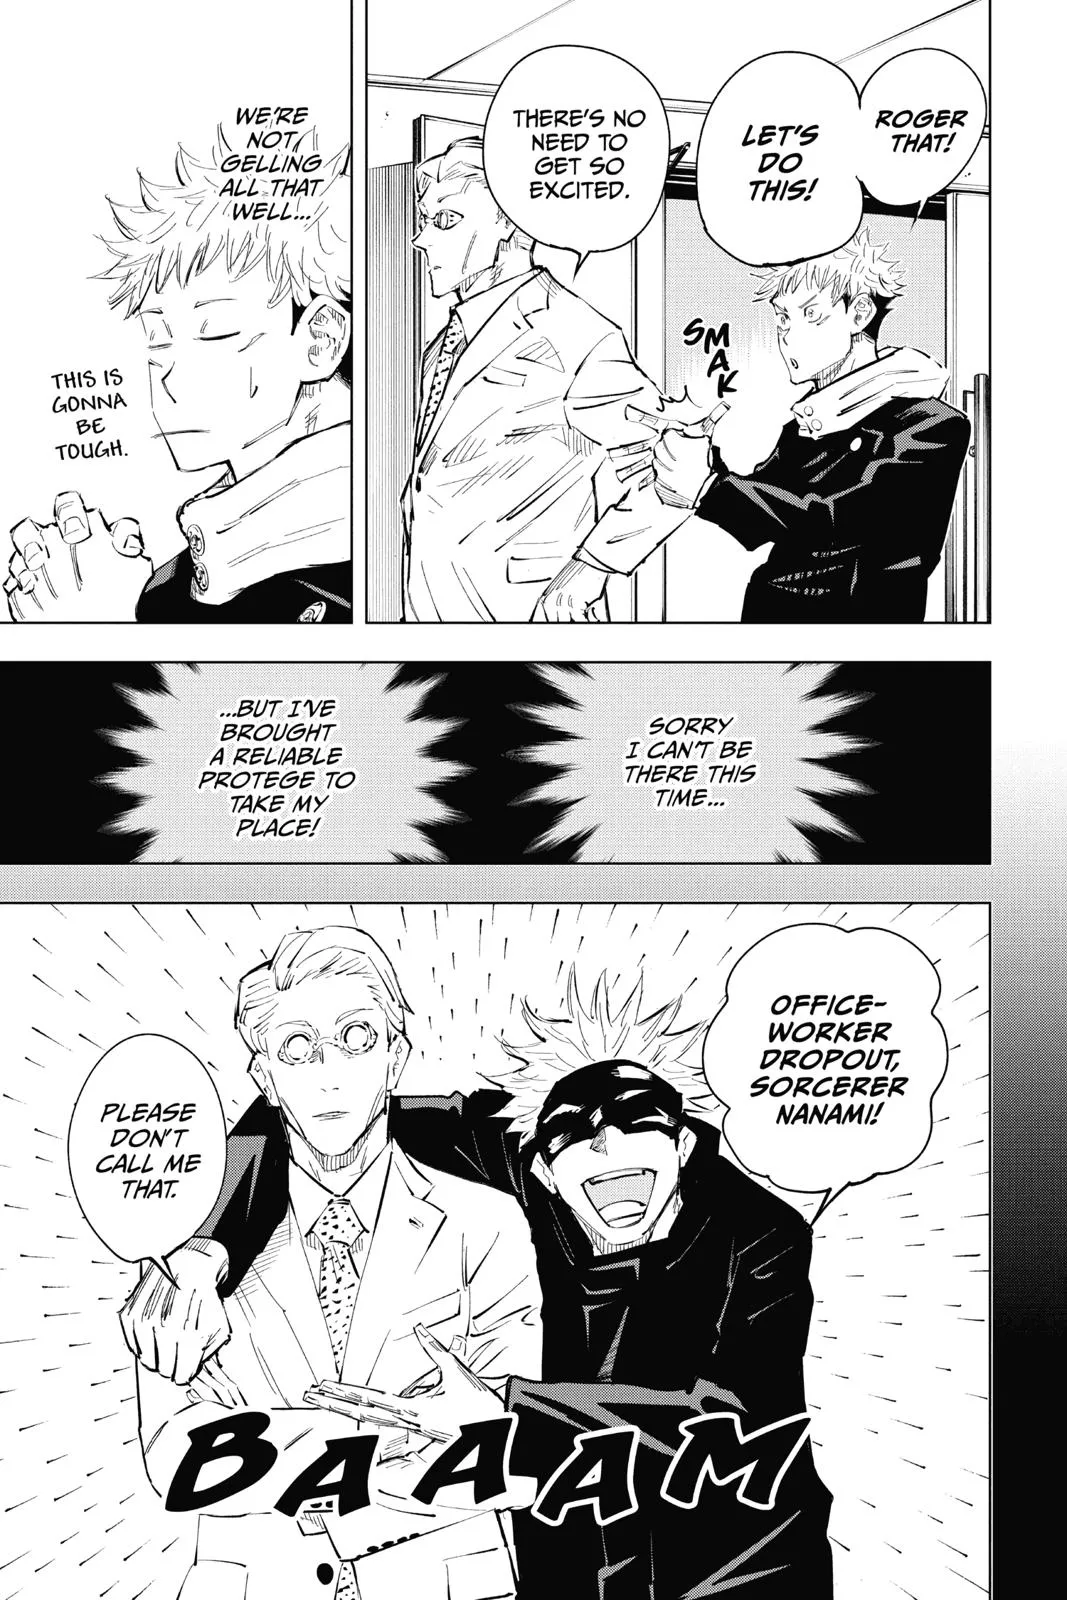 ROGER
THAT!
LET'S
DO
THIS!
SMAK
THERE'S NO
NEED TO
GET SO
EXCITED.
WE'RE
NOT
GELLING
ALL THAT
WELL...
THIS IS
GONNA
BE
TOUGH.
SORRY
I CAN'T BE
THERE THIS
TIME...
...BUT I'VE
BROUGHT
A RELIABLE
PROTEGE TO
TAKE MY
PLACE!
OFFICE-
WORKER
DROPOUT,
SORCERER
NANAMI!
PLEASE
DON'T
CALL ME
THAT.
BAAAM